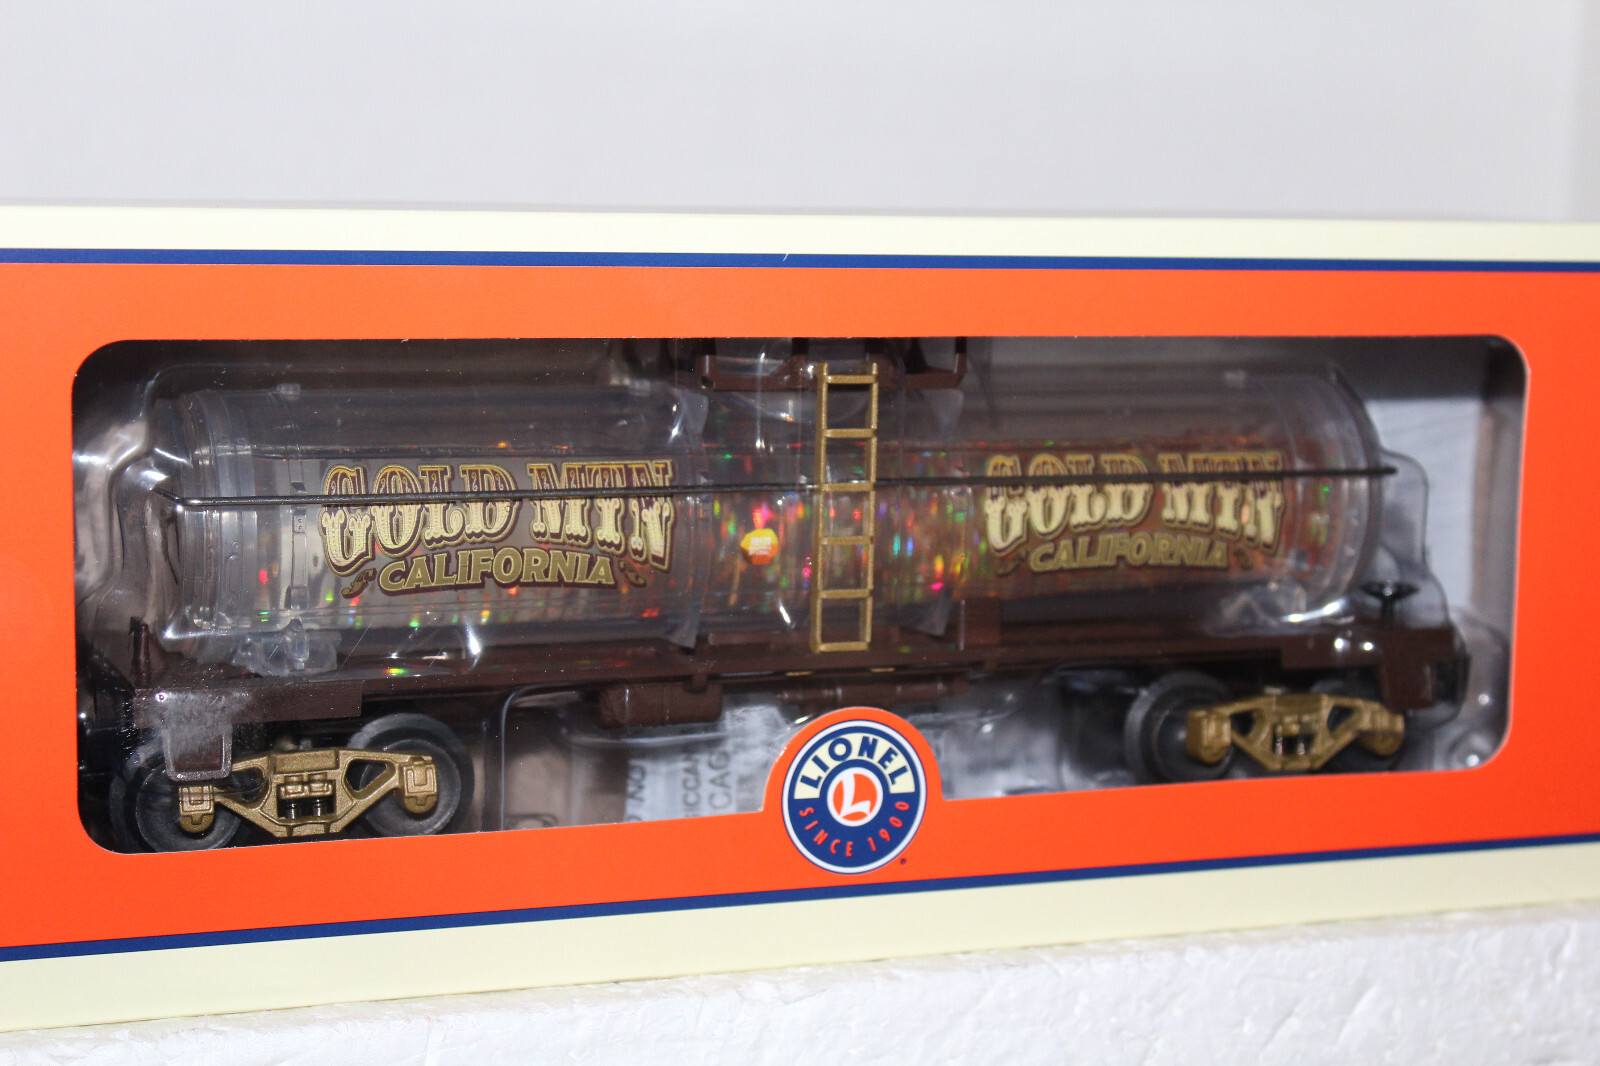 GOLD MTN
CALIFORNIA
GOLD MTN
CALIFORNIA
LIONEL
L
SINCE 1900